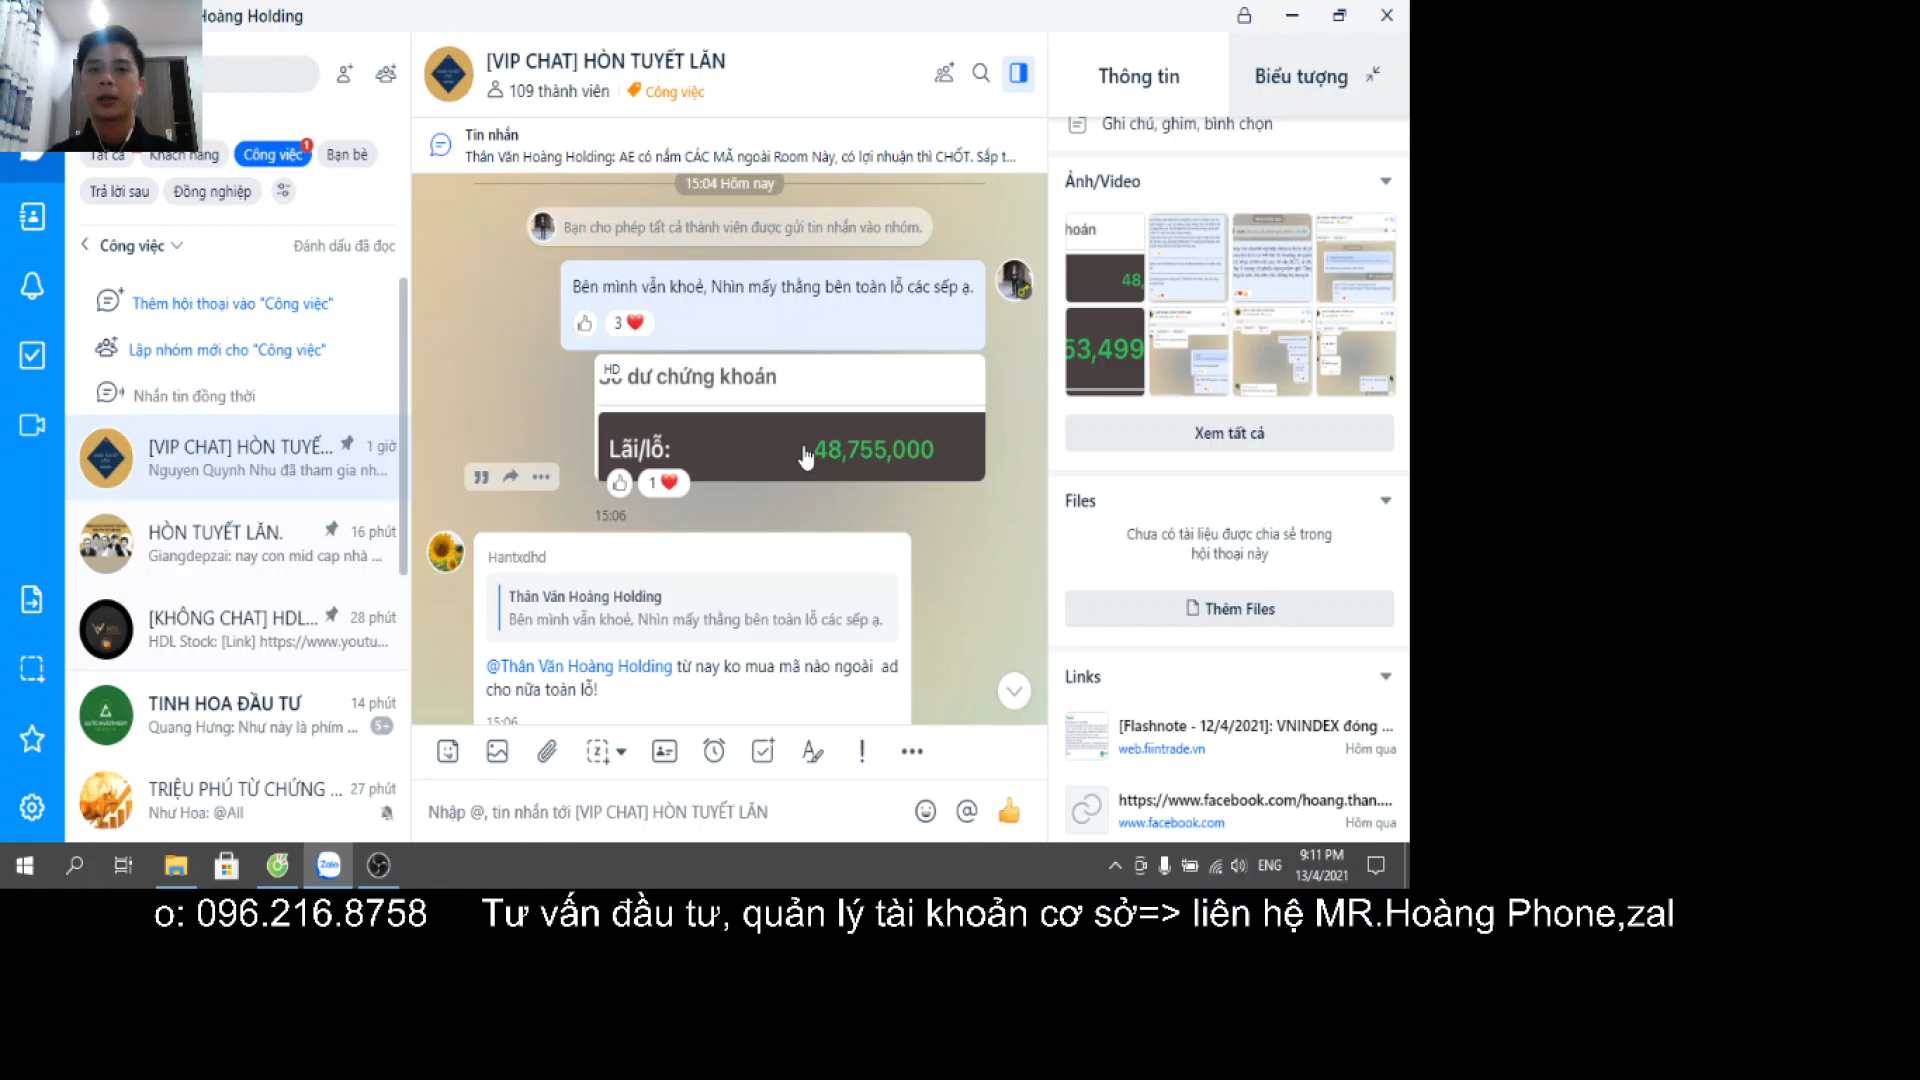 Hoàng Holding
Tất cả
Khách hàng
Công việc
1
Bạn bè
Trả lời sau
Đồng nghiệp
Công việc
Đánh dấu đã đọc
Thêm hội thoại vào "Công việc"
Lập nhóm mới cho "Công việc"
Nhắn tin đồng thời
[VIP CHAT] HÒN TUYẾ... 1 giờ
Nguyen Quynh Nhu đã tham gia nh...
HÒN TUYẾT LĂN. 16 phút
Giangdepzai: nay con mid cap nhà ...
[KHÔNG CHAT] HDL... 28 phút
HDL Stock: [Link] https://www.youtu...
TINH HOA ĐẦU TƯ 14 phút
Quang Hưng: Như này là phím ... 5+
TRIỆU PHÚ TỪ CHỨNG ... 27 phút
Như Hoa: @All
[VIP CHAT] HÒN TUYẾT LĂN
109 thành viên
Công việc
Tin nhắn
Thân Văn Hoàng Holding: AE có nắm CÁC MÃ ngoài Room Này, có lợi nhuận thì CHỐT. Sắp t...
15:04 Hôm nay
Bạn cho phép tất cả thành viên được gửi tin nhắn vào nhóm.
Bên mình vẫn khoẻ, Nhìn mấy thằng bên toàn lỗ các sếp ạ.
3
HD
dư chứng khoán
Lãi/lỗ: 48,755,000
1
15:06
Hantxdhd
Thân Văn Hoàng Holding
Bên mình vẫn khoẻ, Nhìn mấy thằng bên toàn lỗ các sếp ạ.
@Thân Văn Hoàng Holding từ nay ko mua mã nào ngoài ad
cho nữa toàn lỗ!
15:06
Nhập @, tin nhắn tới [VIP CHAT] HÒN TUYẾT LĂN
Thông tin
Biểu tượng
Ghi chú, ghim, bình chọn
Ảnh/Video
hoán
48,
53,499
Xem tất cả
Files
Chưa có tài liệu được chia sẻ trong
hội thoại này
Thêm Files
Links
[Flashnote - 12/4/2021]: VNINDEX đóng ...
web.fiintrade.vn Hôm qua
https://www.facebook.com/hoang.than....
www.facebook.com Hôm qua
Zalo
ENG
9:11 PM
13/4/2021
o: 096.216.8758 Tư vấn đầu tư, quản lý tài khoản cơ sở=> liên hệ MR.Hoàng Phone,zal